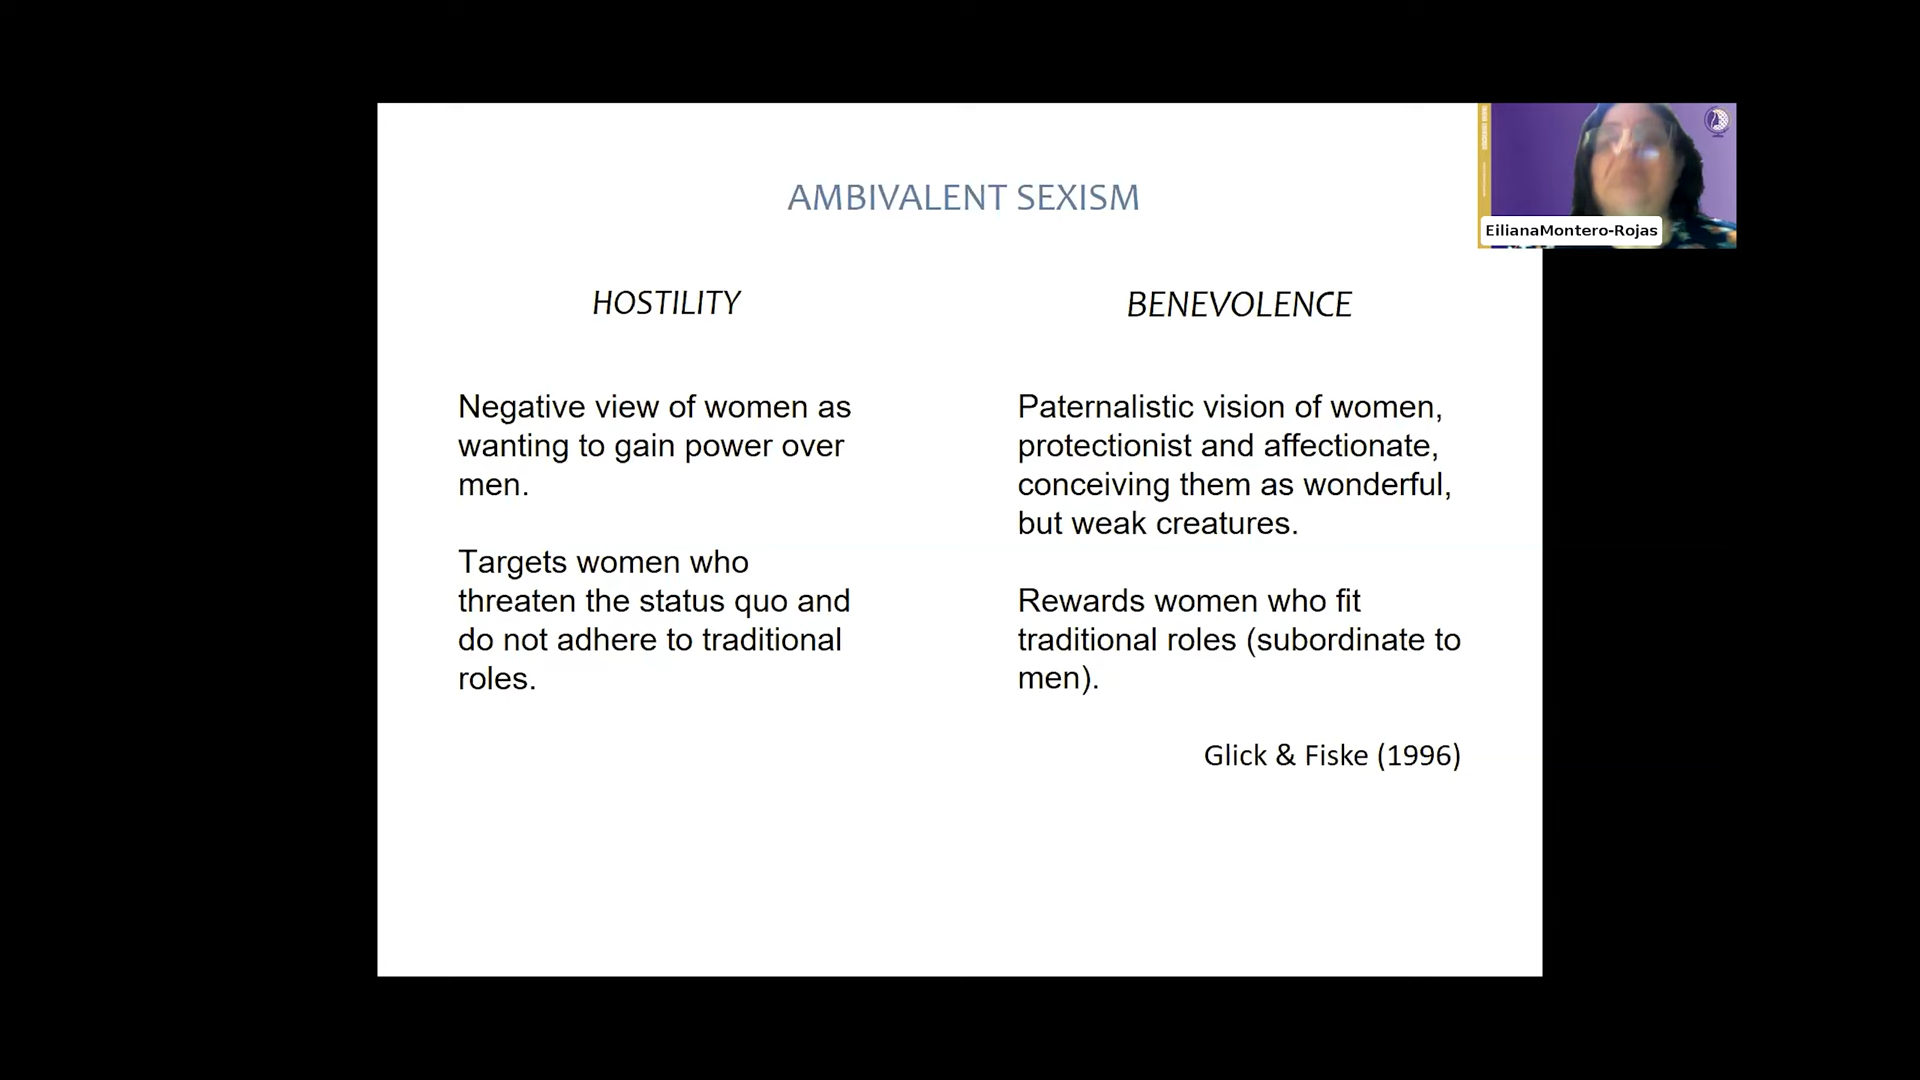 AMBIVALENT SEXISM
HOSTILITY
Negative view of women as
wanting to gain power over
men.
Targets women who
threaten the status quo and
do not adhere to traditional
roles.
BENEVOLENCE
Paternalistic vision of women,
protectionist and affectionate,
conceiving them as wonderful,
but weak creatures.
Rewards women who fit
traditional roles (subordinate to
men).
Glick & Fiske (1996)
EilianaMontero-Rojas